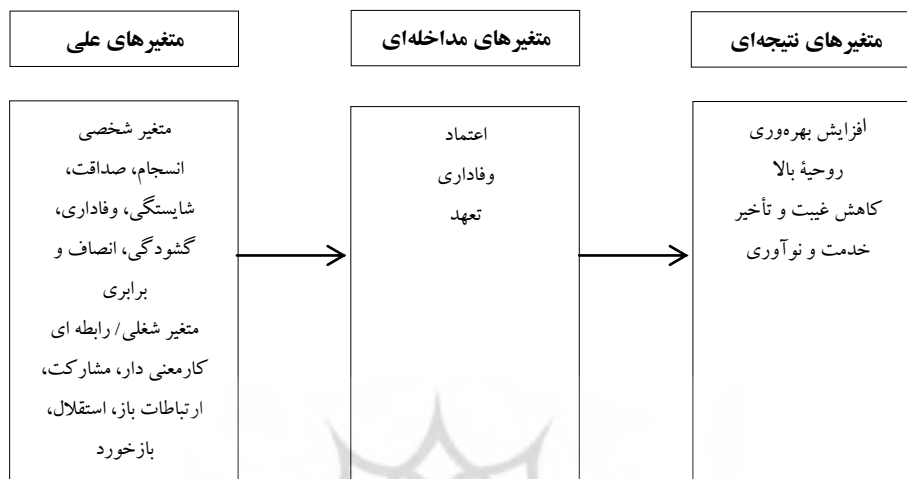 متغیرهای علی
متغیرهای مداخله‌ای
متغیرهای نتیجه‌ای
متغیر شخصی
انسجام، صداقت،
شایستگی، وفاداری،
گشودگی، انصاف و
برابری
متغیر شغلی/ رابطه ای
کارمعنی دار، مشارکت،
ارتباطات باز، استقلال،
بازخورد
اعتماد
وفاداری
تعهد
افزایش بهره‌وری
روحیۀ بالا
کاهش غیبت و تأخیر
خدمت و نوآوری